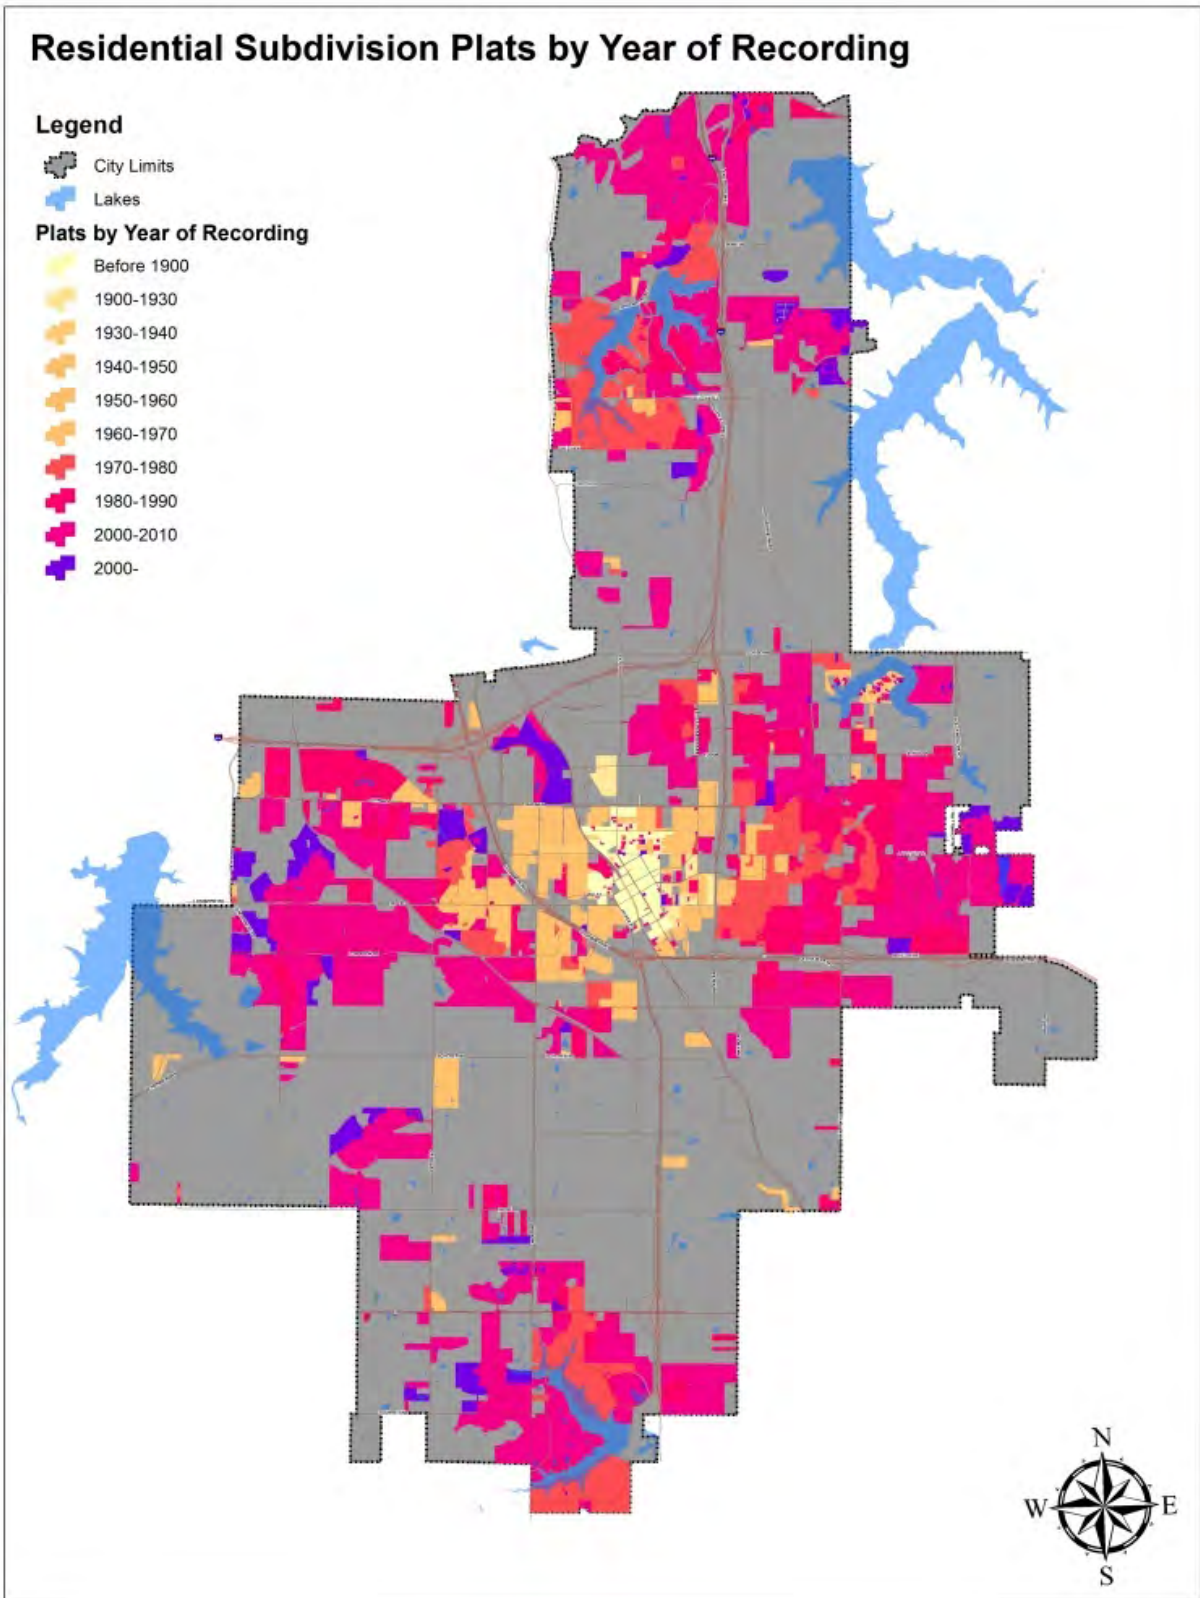 Residential Subdivision Plats by Year of Recording
Legend
City Limits
Lakes
Plats by Year of Recording
Before 1900
1900-1930
1930-1940
1940-1950
1950-1960
1960-1970
1970-1980
1980-1990
2000-2010
2000-
N
W
E
S